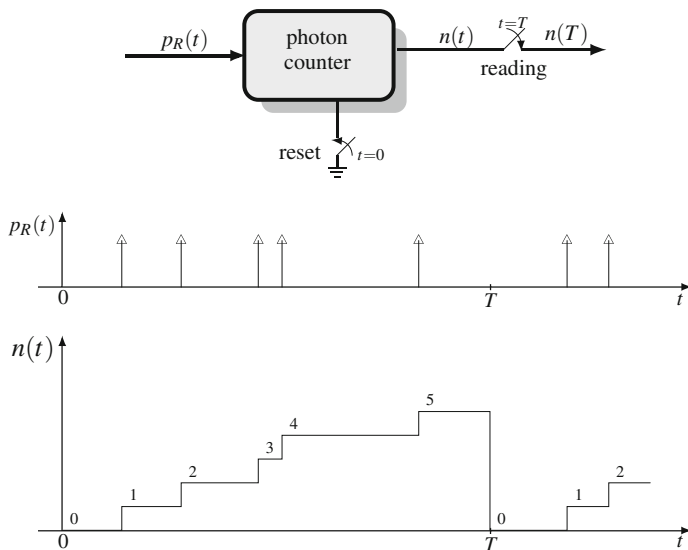 p_R(t)
photon
counter
n(t)
t=T
n(T)
reading
reset
t=0
p_R(t)
0
T
t
n(t)
0
1
2
3
4
5
0
1
2
0
T
t